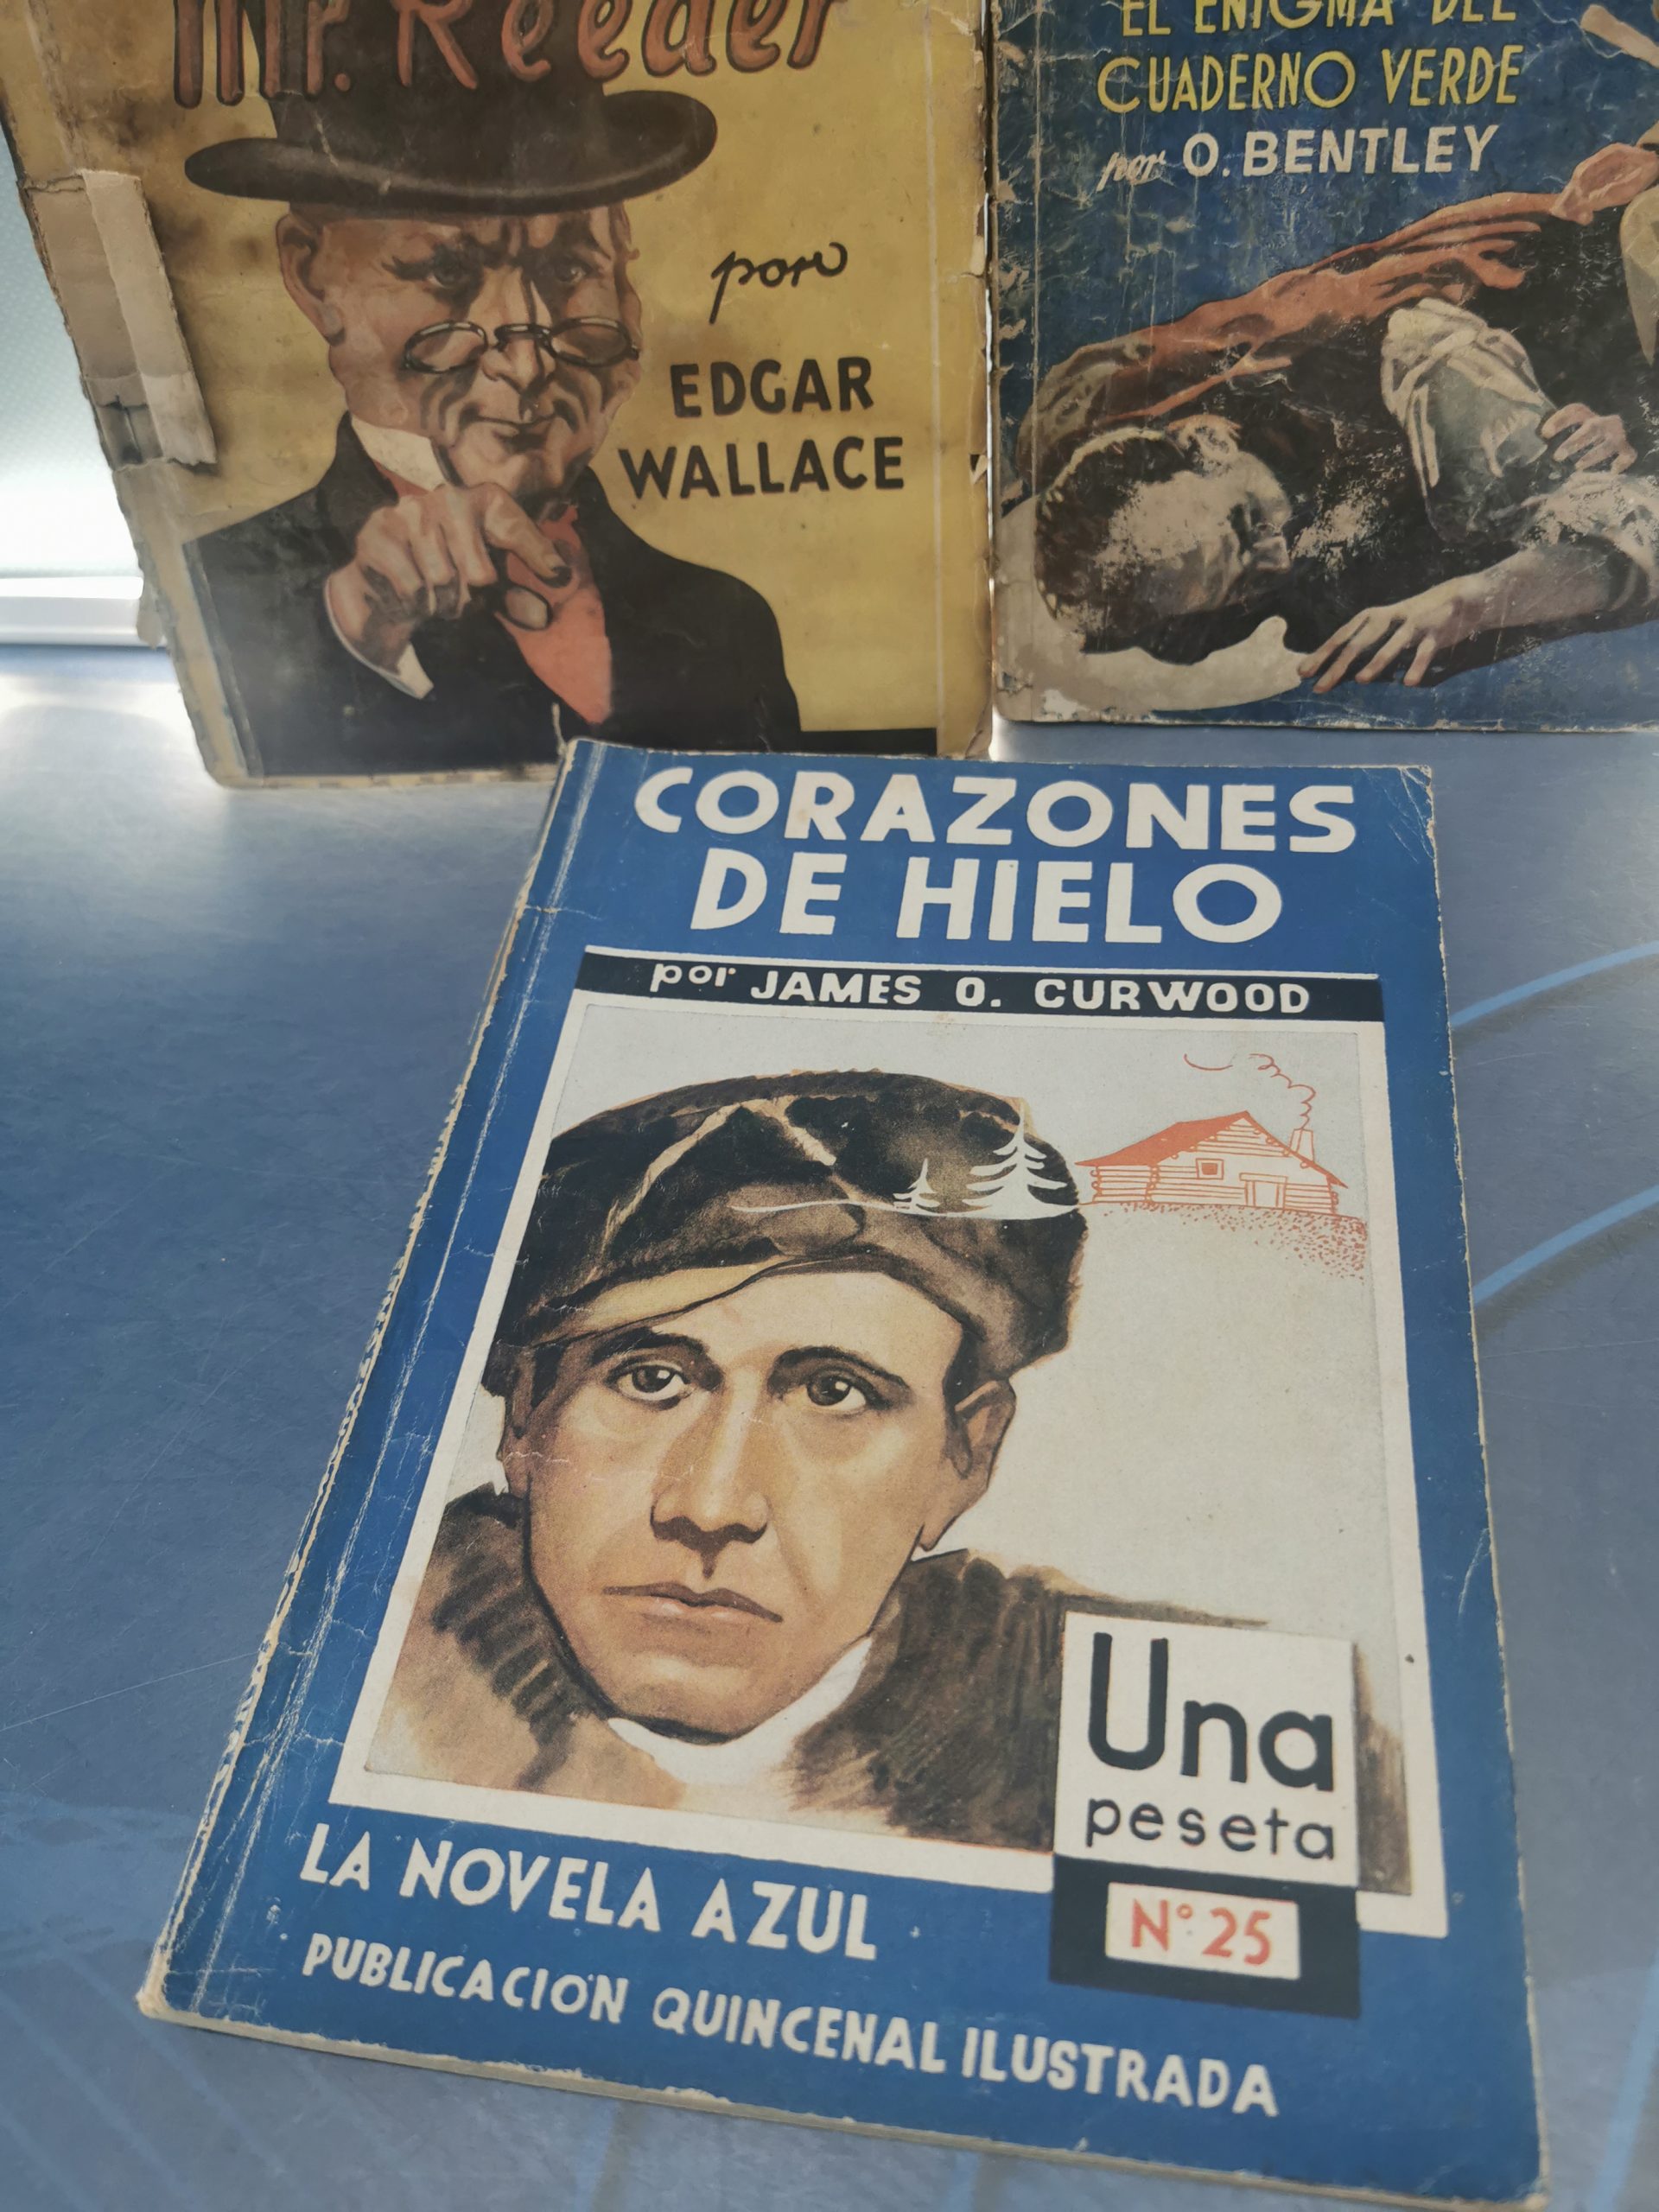 Mr. Reeder
por
EDGAR
WALLACE
EL ENIGMA DEL
CUADERNO VERDE
por O. BENTLEY
CORAZONES
DE HIELO
por JAMES O. CURWOOD
Una
peseta
Nº 25
LA NOVELA AZUL
PUBLICACIÓN QUINCENAL ILUSTRADA